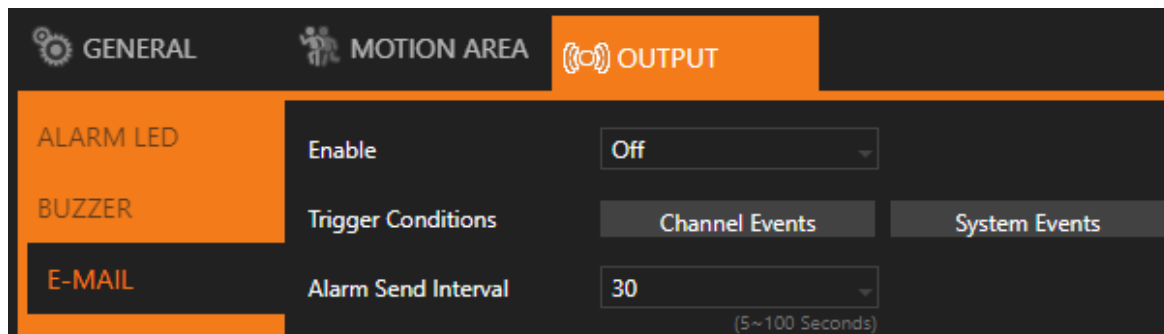 GENERAL
MOTION AREA
OUTPUT
ALARM LED
BUZZER
E-MAIL
Enable
Off
Trigger Conditions
Channel Events
System Events
Alarm Send Interval
30
(5~100 Seconds)